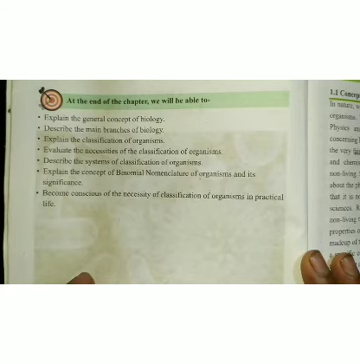 At the end of the chapter, we will be able to-
• Explain the general concept of biology.
• Describe the main branches of biology.
• Explain the classification of organisms.
• Evaluate the necessities of the classification of organisms.
• Describe the systems of classification of organisms.
• Explain the concept of Binomial Nomenclature of organisms and its
significance.
• Become conscious of the necessity of classification of organisms in practical
life.
1.1
In nature,
organisms.
Physics
concerning
the very
and
non-living
about the
that it is
sciences.
non-living
properties
madeup of